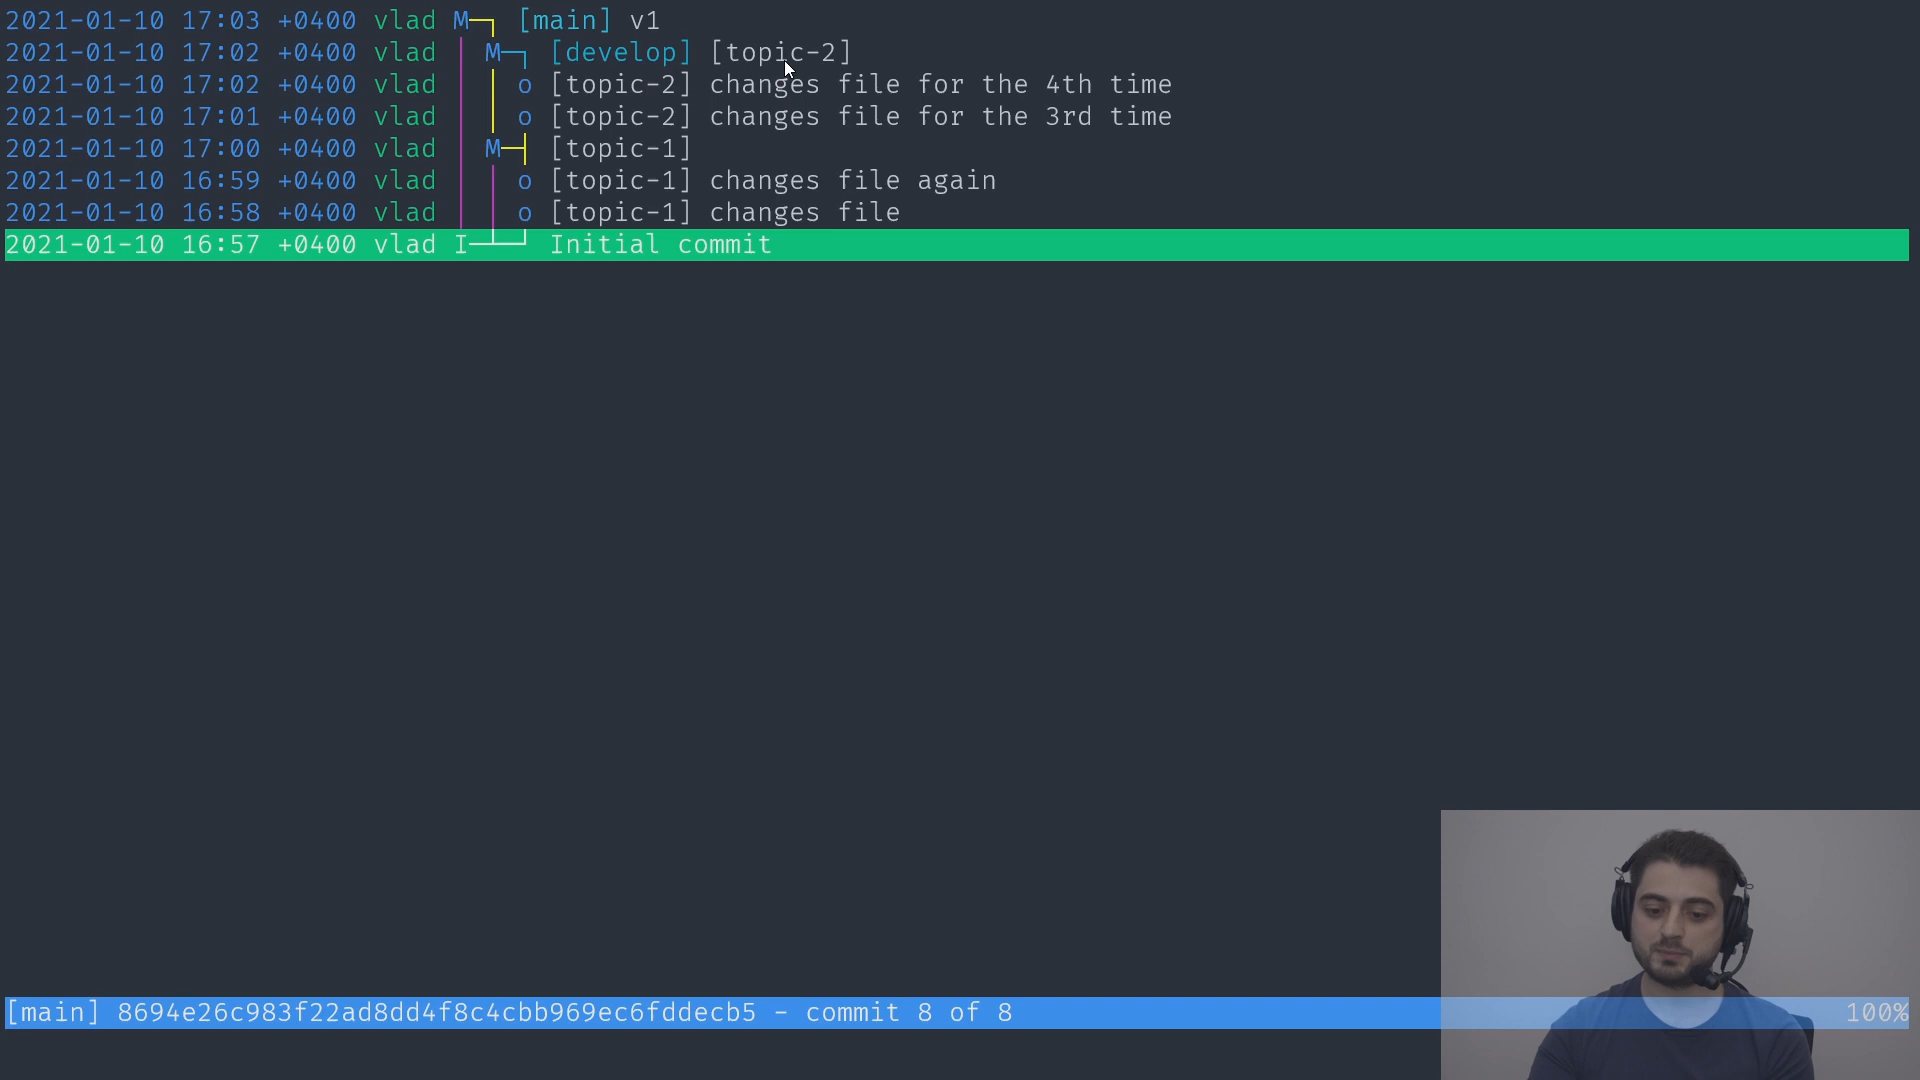 2021-01-10 17:03 +0400 vlad M─┐ [main] v1
2021-01-10 17:02 +0400 vlad │ M─┐ [develop] [topic-2]
2021-01-10 17:02 +0400 vlad │ │ o [topic-2] changes file for the 4th time
2021-01-10 17:01 +0400 vlad │ │ o [topic-2] changes file for the 3rd time
2021-01-10 17:00 +0400 vlad │ M─┤ [topic-1]
2021-01-10 16:59 +0400 vlad │ │ o [topic-1] changes file again
2021-01-10 16:58 +0400 vlad │ │ o [topic-1] changes file
2021-01-10 16:57 +0400 vlad I─┴─┘ Initial commit
[main] 8694e26c983f22ad8dd4f8c4cbb969ec6fddecb5 - commit 8 of 8 100%